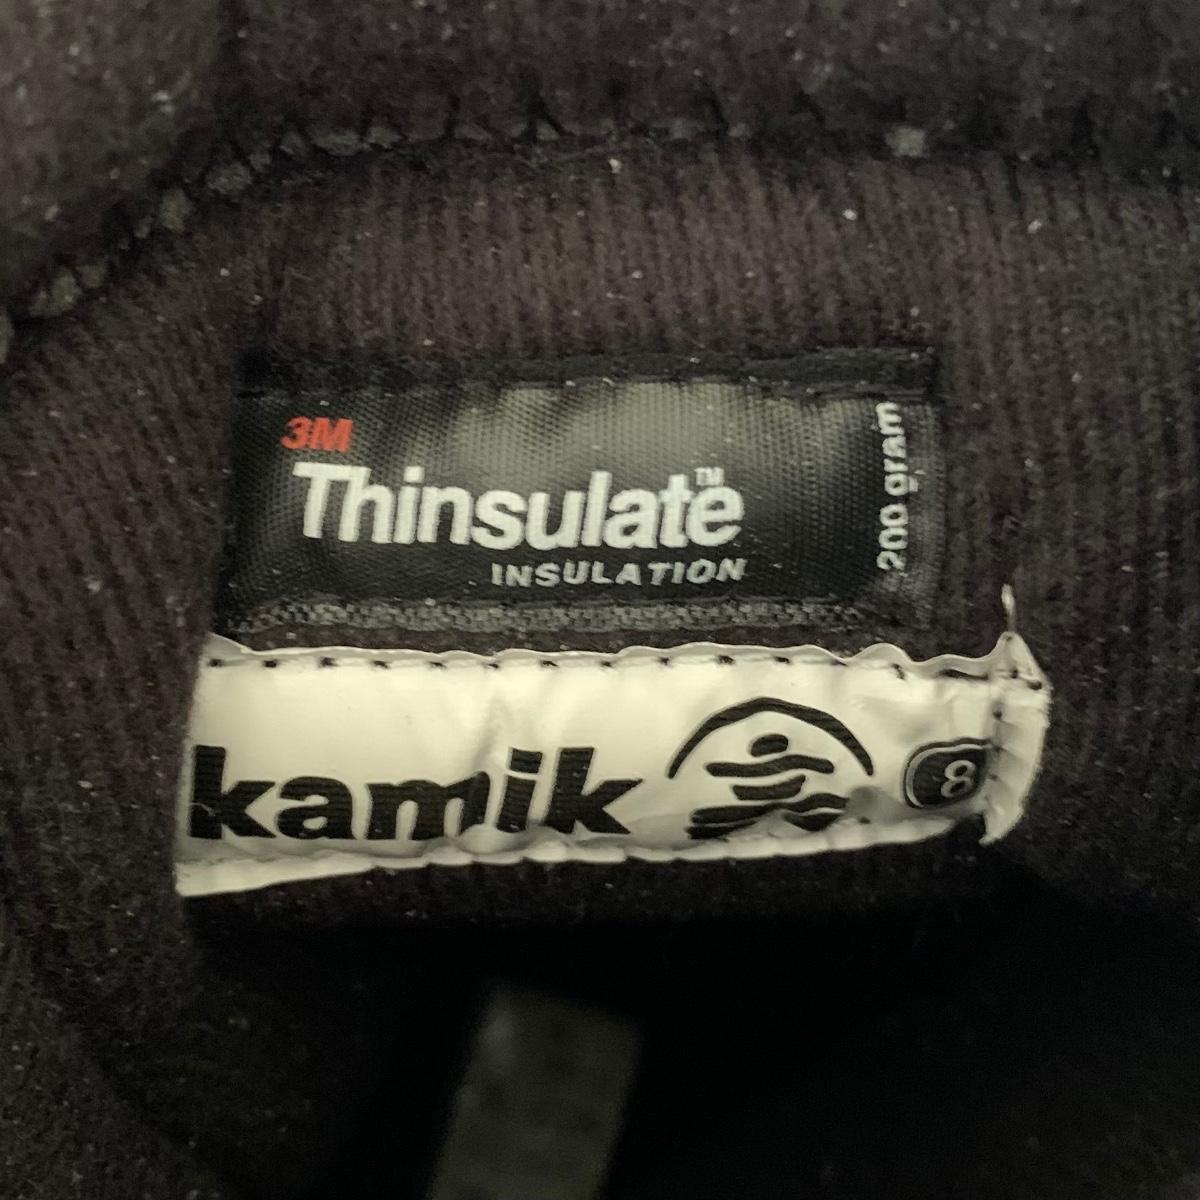 3M
Thinsulate™
INSULATION
200 gram
kamik
8